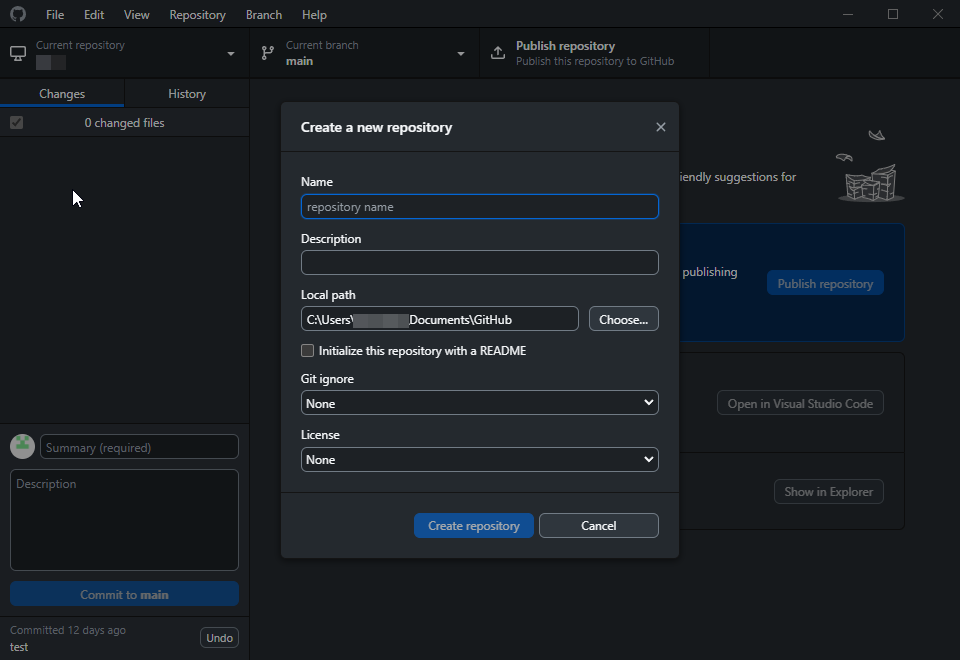 File Edit View Repository Branch Help
Current repository
Current branch
main
Publish repository
Publish this repository to GitHub
Changes History
0 changed files
Create a new repository
Name
repository name
Description
Local path
C:\Users\ Documents\GitHub
Choose...
Initialize this repository with a README
Git ignore
None
License
None
Create repository Cancel
iendly suggestions for
publishing
Publish repository
Open in Visual Studio Code
Show in Explorer
Summary (required)
Description
Commit to main
Committed 12 days ago
test
Undo